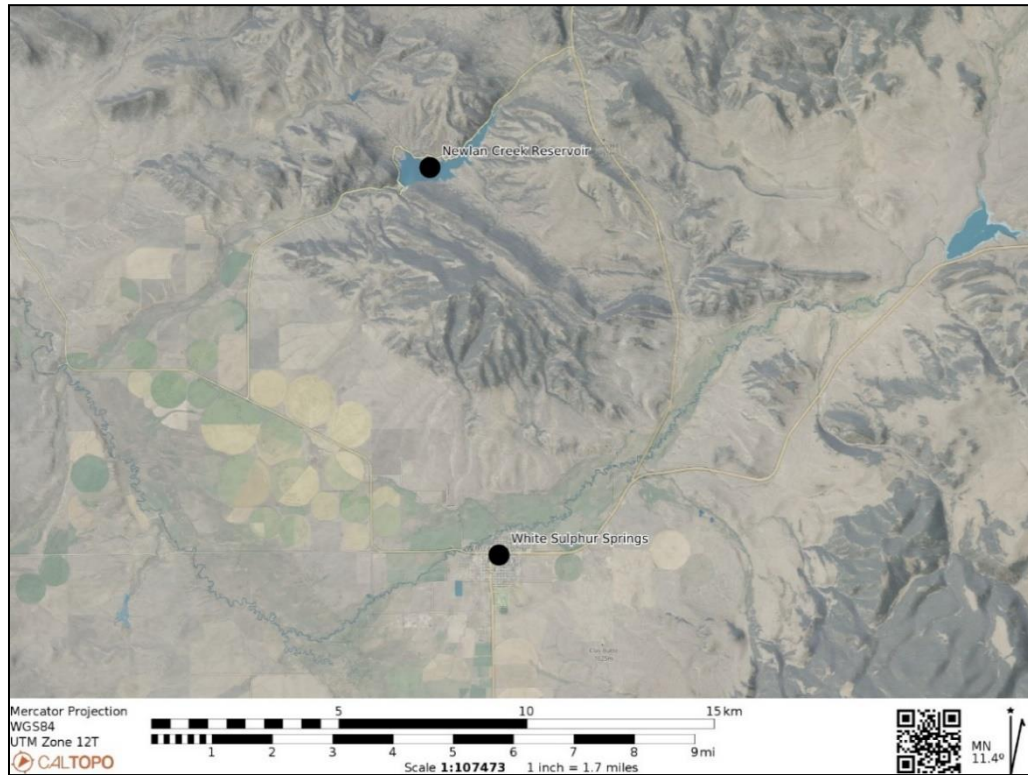 Newlan Creek Reservoir
White Sulphur Springs
Mercator Projection
WGS84
UTM Zone 12T
CALTOPO
5 10 15 km
1 2 3 4 5 6 7 8 9 mi
Scale 1:107473 1 inch = 1.7 miles
MN
11.4º